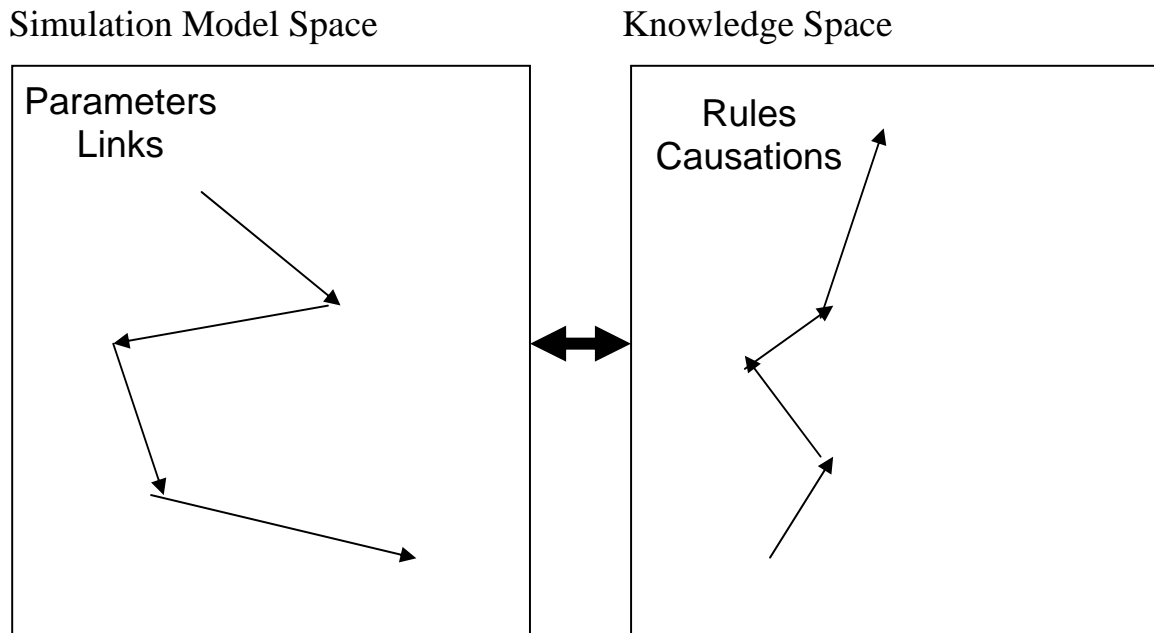 Simulation Model Space
Knowledge Space
Parameters
Links
Rules
Causations